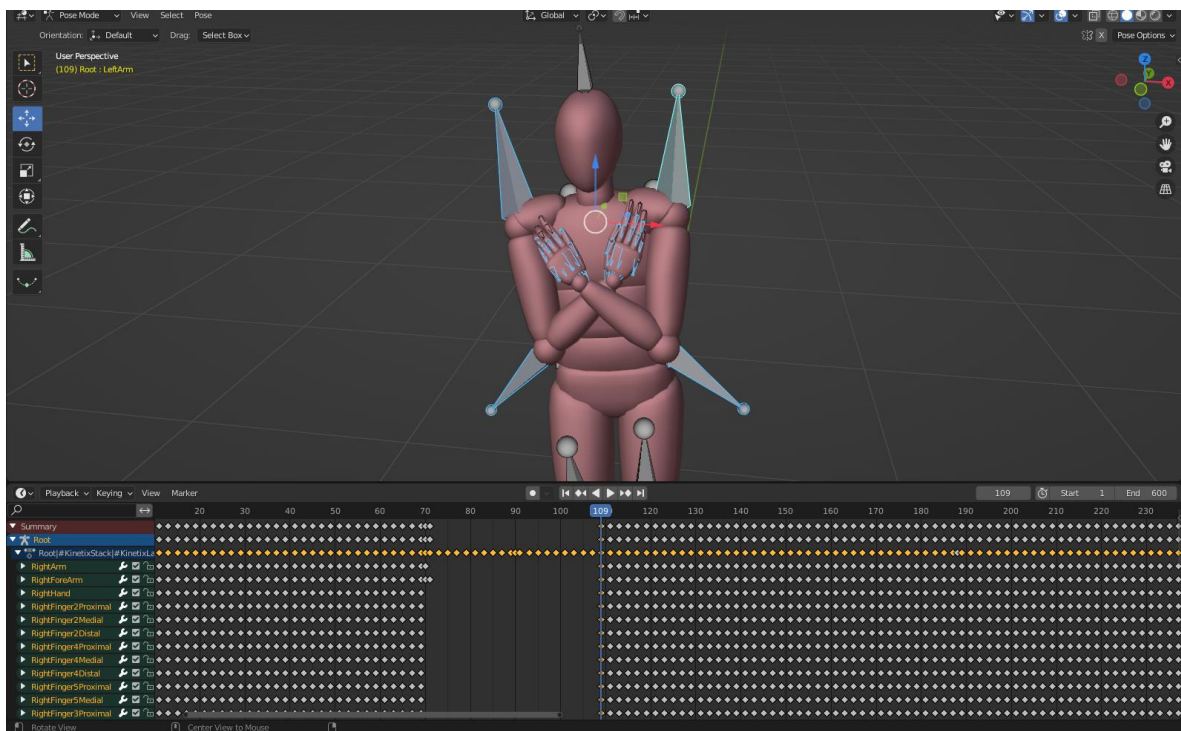 Pose Mode View Select Pose Global
Orientation: Default Drag: Select Box X Pose Options
User Perspective
(109) Root : LeftArm
Z
Y
X
Playback Keying View Marker 109 Start 1 End 600
20 30 40 50 60 70 80 90 100 109 120 130 140 150 160 170 180 190 200 210 220 230
Summary
Root
Root|#KinetixStack|#KinetixLa
RightArm
RightForeArm
RightHand
RightFinger2Proximal
RightFinger2Medial
RightFinger2Distal
RightFinger4Proximal
RightFinger4Medial
RightFinger4Distal
RightFinger5Proximal
RightFinger5Medial
RightFinger3Proximal
Rotate View Center View to Mouse